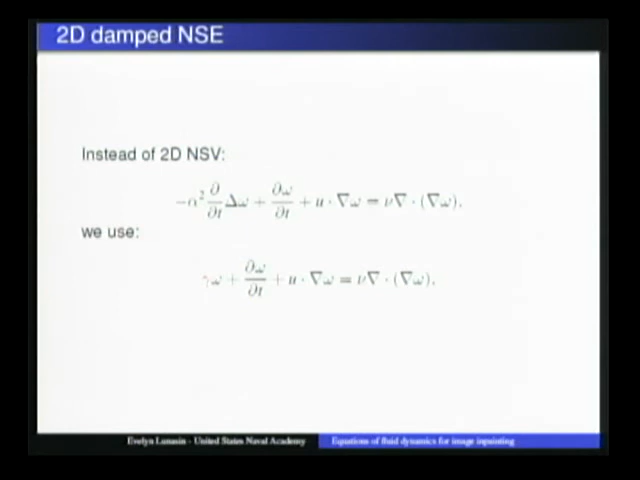 2D damped NSE
Instead of 2D NSV:
−α² ∂/∂t Δω + ∂ω/∂t + u · ∇ω = ν∇ · (∇ω).
we use:
γω + ∂ω/∂t + u · ∇ω = ν∇ · (∇ω).
Evelyn Lunasin - United States Naval Academy
Equations of fluid dynamics for image inpainting